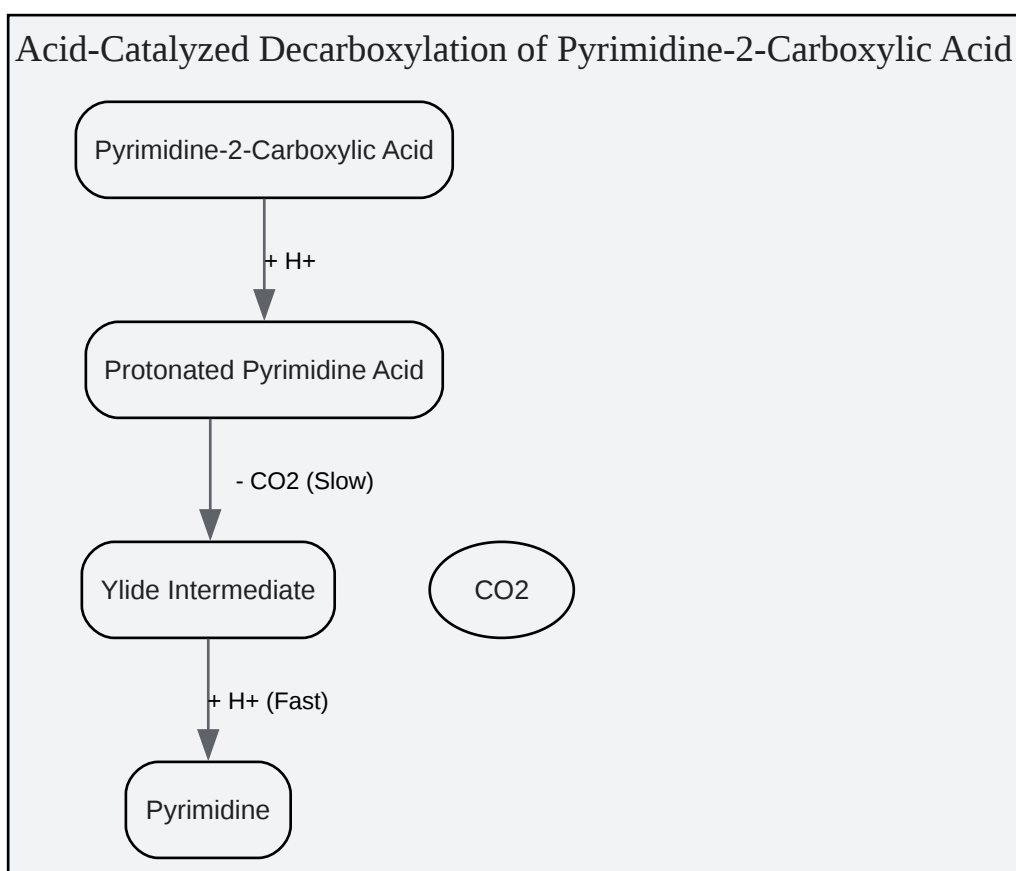 Acid-Catalyzed Decarboxylation of Pyrimidine-2-Carboxylic Acid
Pyrimidine-2-Carboxylic Acid
+ H+
Protonated Pyrimidine Acid
- CO2 (Slow)
Ylide Intermediate
CO2
+ H+ (Fast)
Pyrimidine